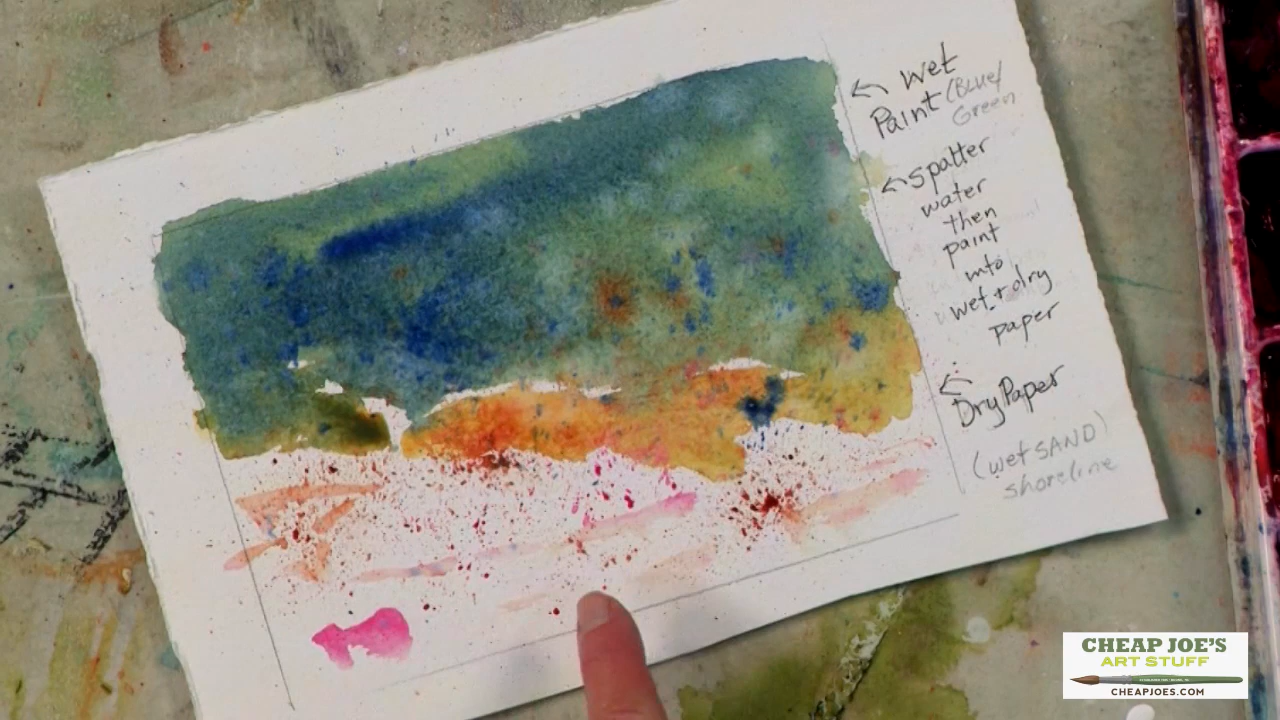 ← wet
Paint (BLUE/
Green
← spatter
water
then
paint
into
wet + dry
paper
←
Dry Paper
(wet SAND)
shoreline
CHEAP JOE'S
ART STUFF
CHEAPJOES.COM